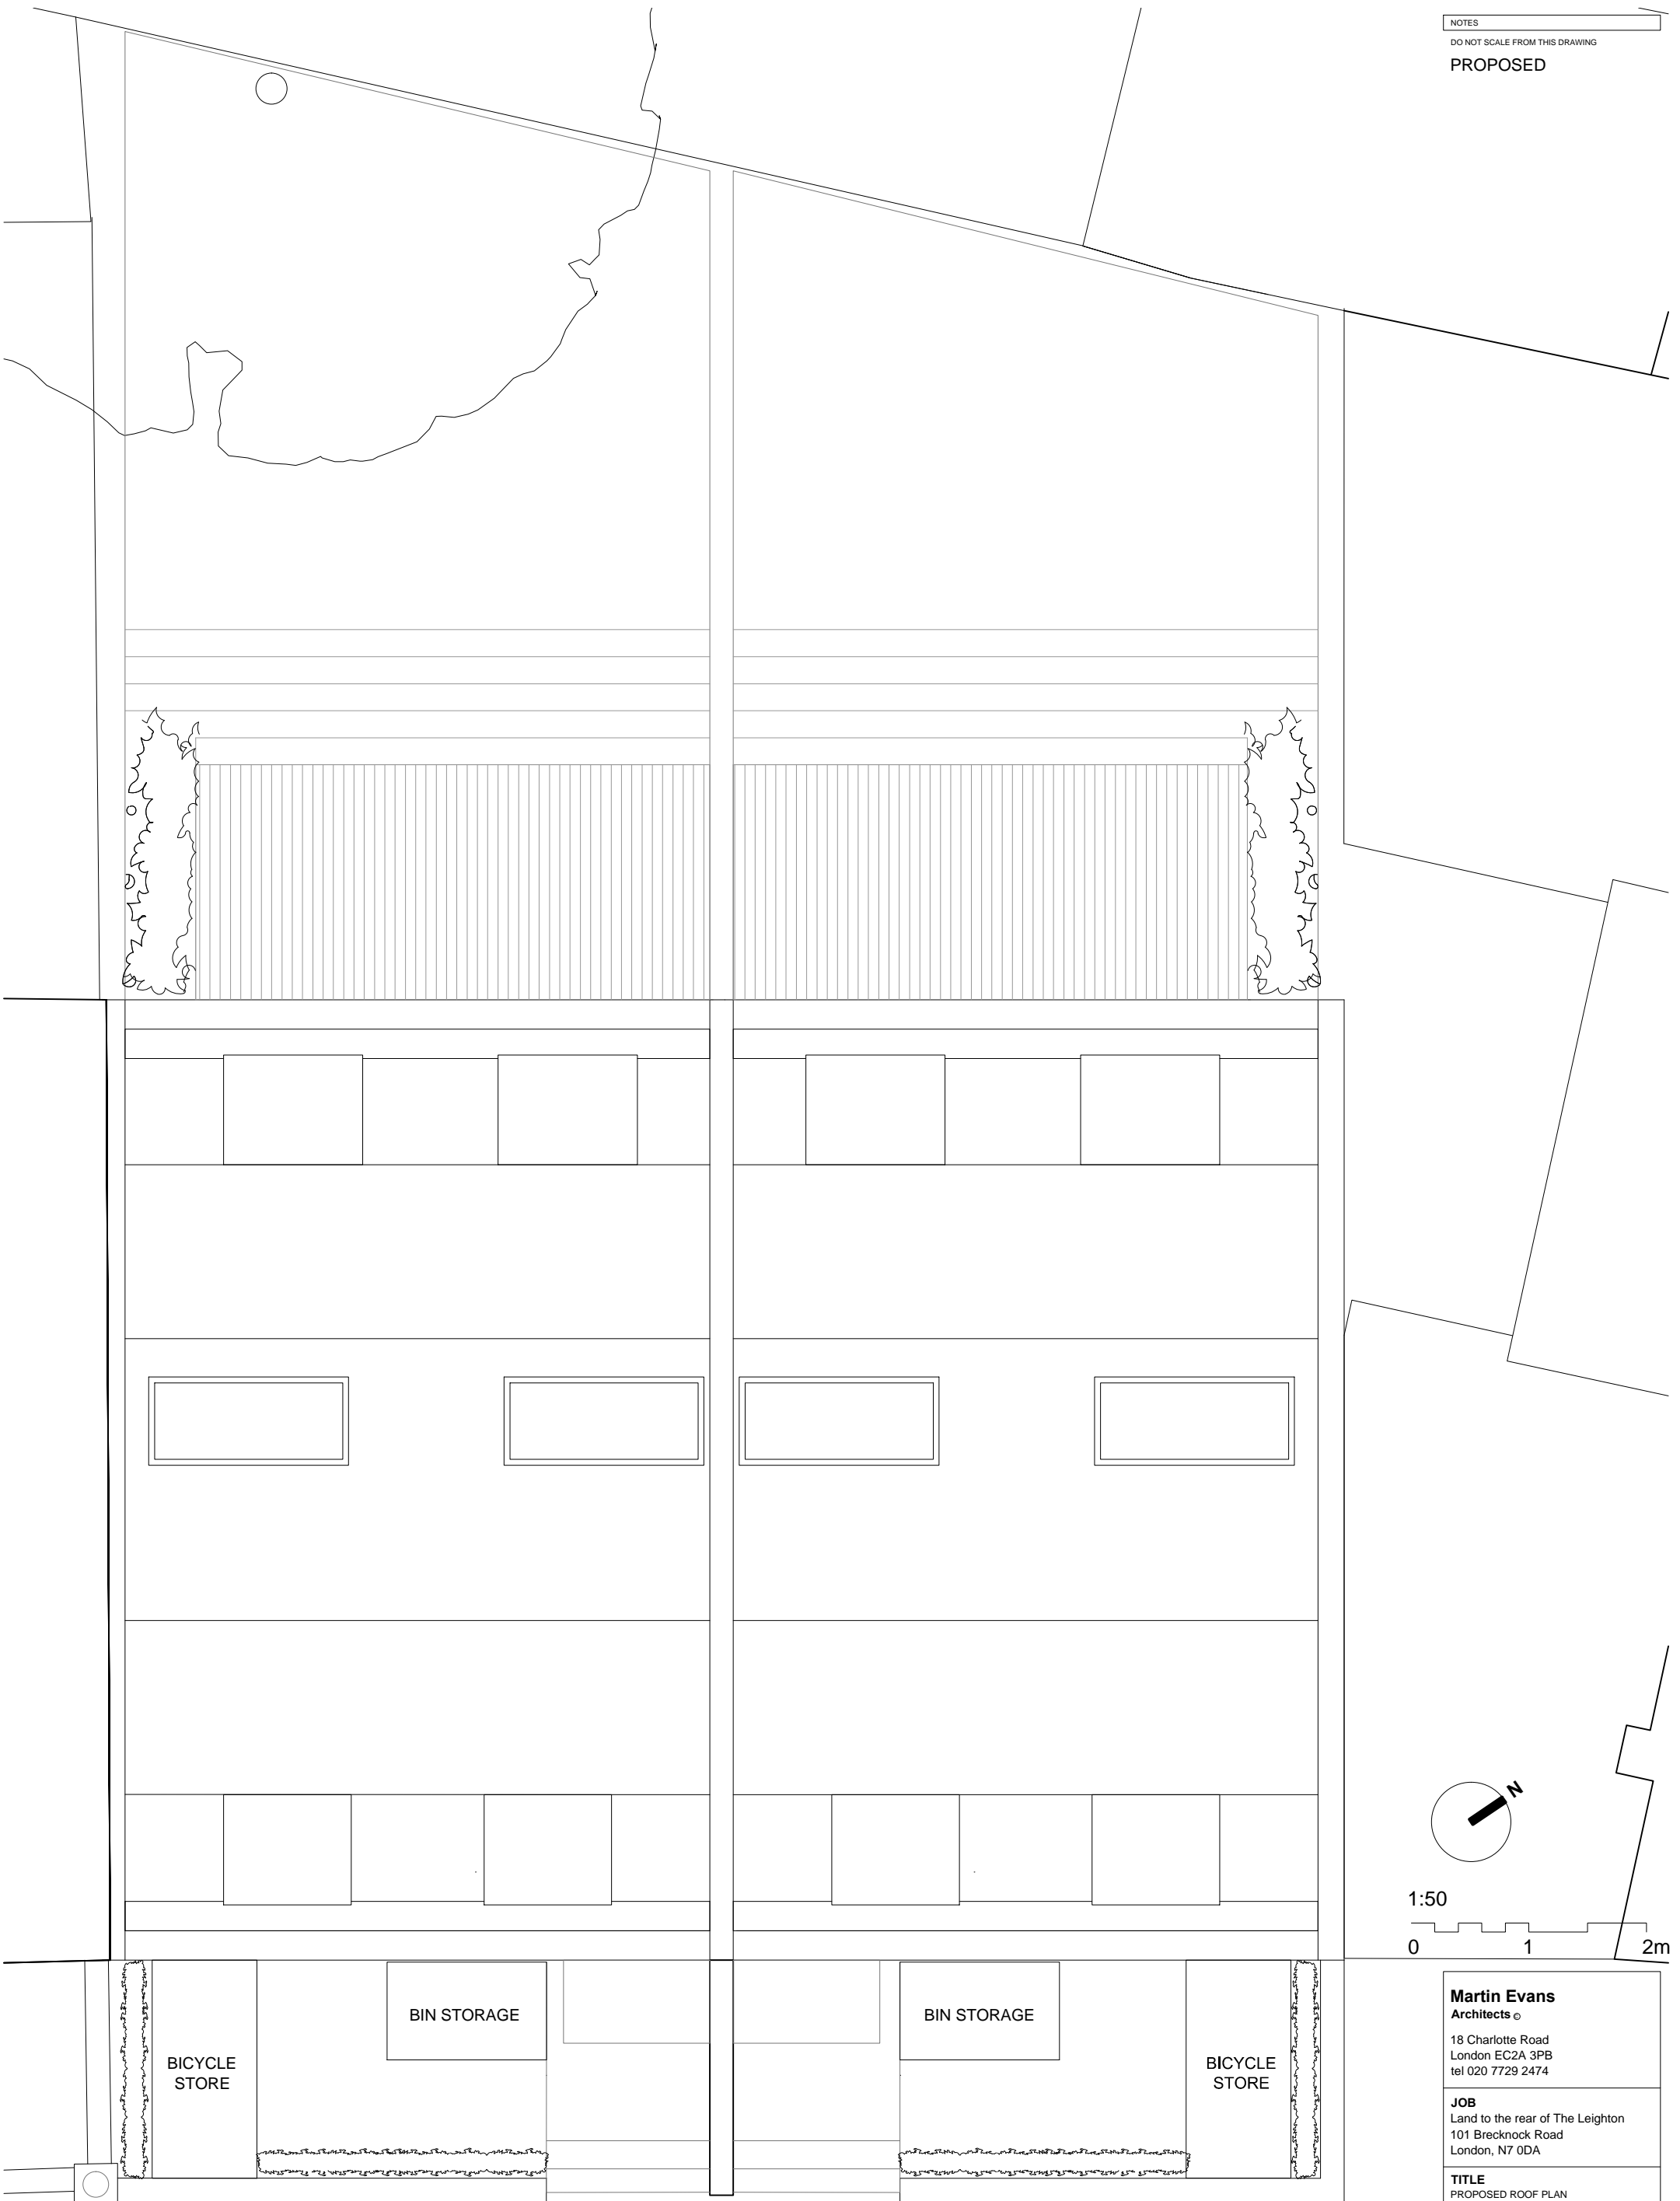 NOTES
DO NOT SCALE FROM THIS DRAWING
PROPOSED
N
1:50
0 1 2m
BIN STORAGE
BIN STORAGE
BICYCLE
STORE
BICYCLE
STORE
Martin Evans
Architects ©
18 Charlotte Road
London EC2A 3PB
tel 020 7729 2474
JOB
Land to the rear of The Leighton
101 Brecknock Road
London, N7 0DA
TITLE
PROPOSED ROOF PLAN